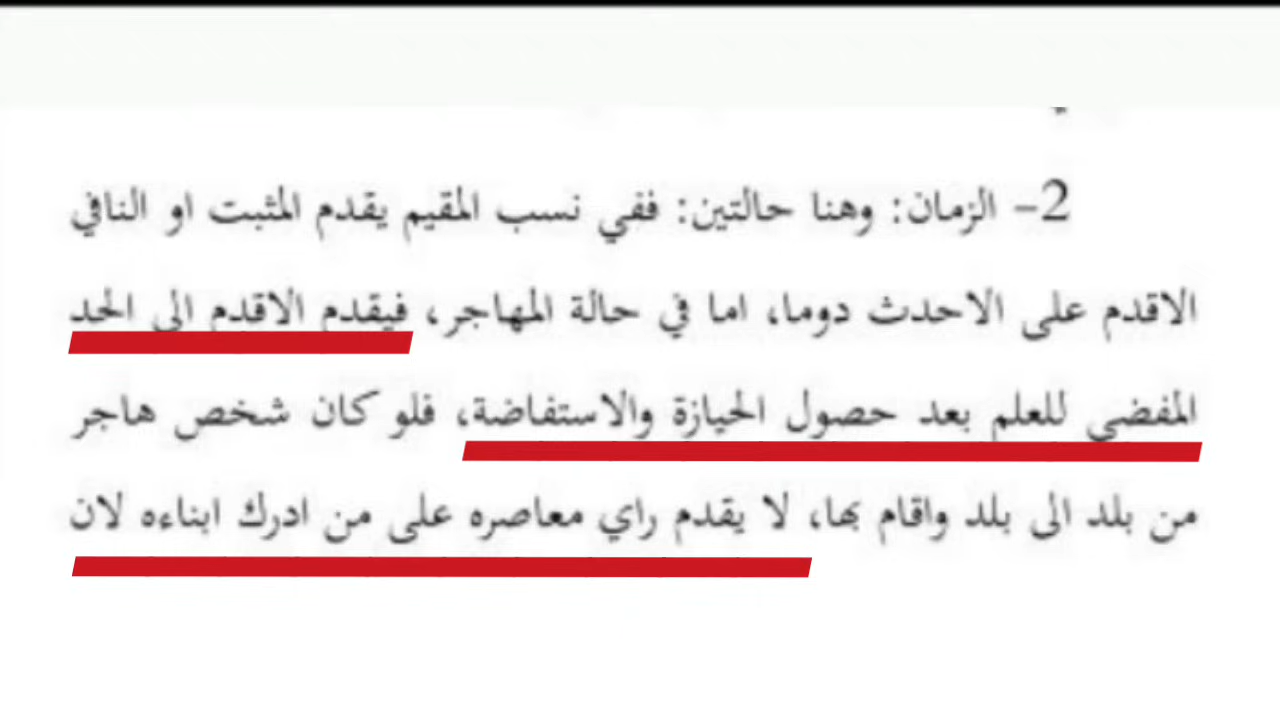 2- الزمان: وهنا حالتين: ففي نسب المقيم يقدم المثبت او النافي
الاقدم على الاحدث دوما، اما في حالة المهاجر، فيقدم الاقدم الى الحد
المفضي للعلم بعد حصول الحيازة والاستفاضة، فلو كان شخص هاجر
من بلد الى بلد واقام بها، لا يقدم راي معاصره على من ادرك ابناءه لان